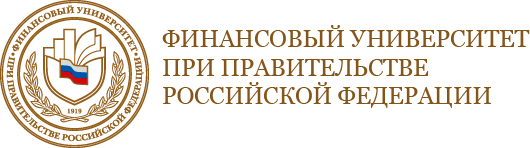 ФИНАНСОВЫЙ УНИВЕРСИТЕТ
ПРИ ПРАВИТЕЛЬСТВЕ РОССИЙСКОЙ ФЕДЕРАЦИИ
1919
ФИНАНСОВЫЙ УНИВЕРСИТЕТ
ПРИ ПРАВИТЕЛЬСТВЕ
РОССИЙСКОЙ ФЕДЕРАЦИИ